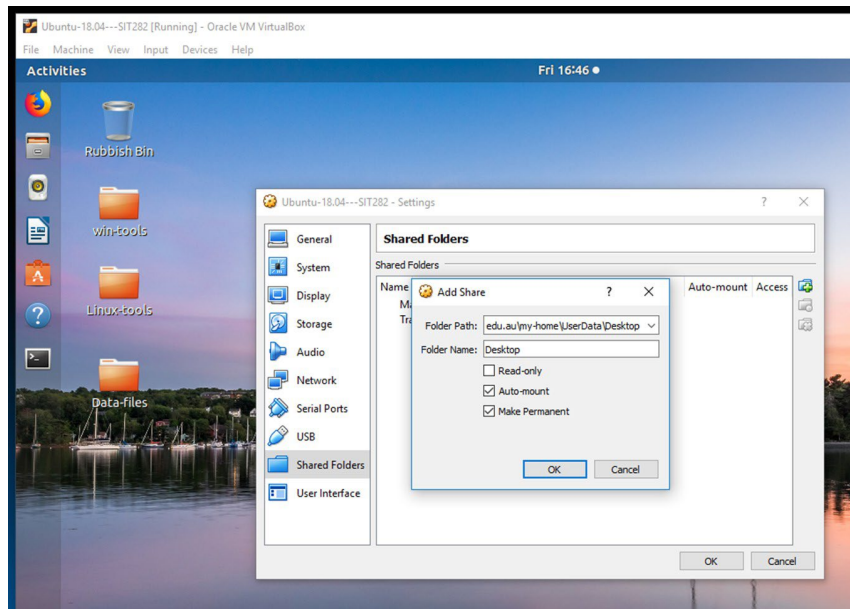 Ubuntu-18.04---SIT282 [Running] - Oracle VM VirtualBox
File Machine View Input Devices Help
Activities
Fri 16:46
Rubbish Bin
win-tools
Linux-tools
Data-files
Ubuntu-18.04---SIT282 - Settings
General
System
Display
Storage
Audio
Network
Serial Ports
USB
Shared Folders
User Interface
Shared Folders
Shared Folders
Name
Auto-mount Access
Add Share
Folder Path: edu.au\my-home\UserData\Desktop
Folder Name: Desktop
Read-only
Auto-mount
Make Permanent
OK Cancel
OK Cancel